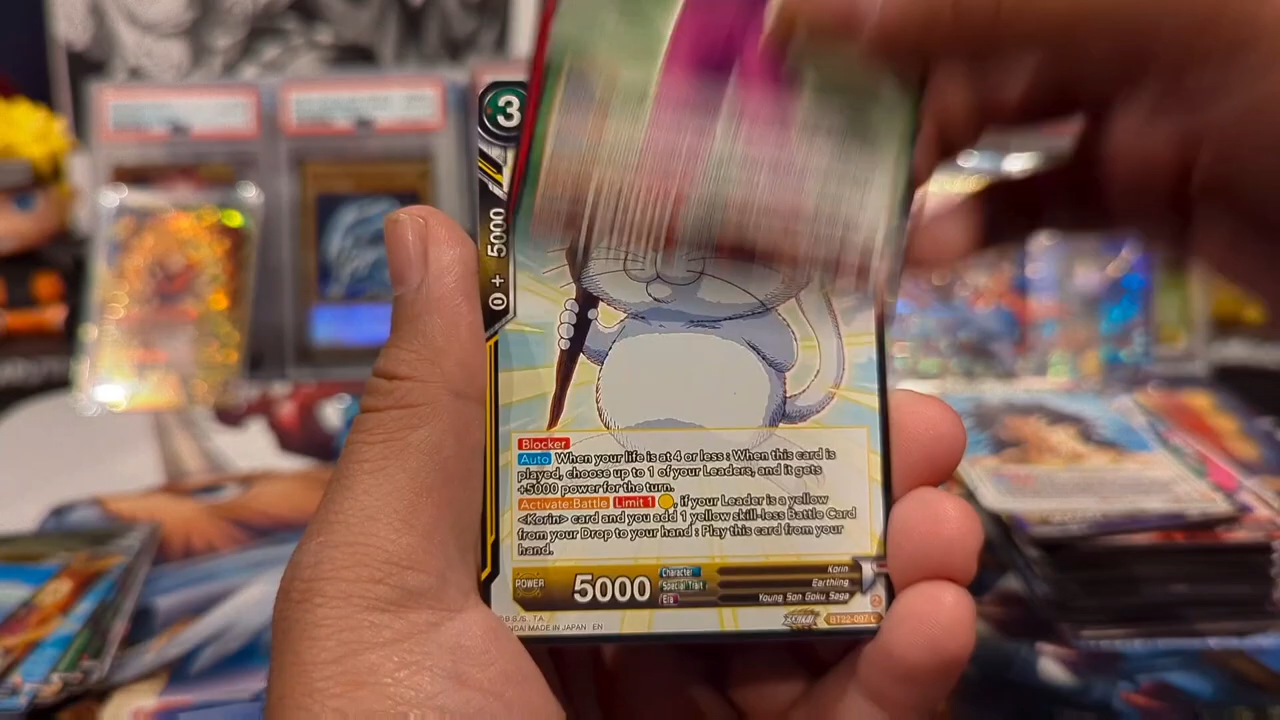 3
0 + 5000
Blocker
Auto When your life is at 4 or less : When this card is
played, choose up to 1 of your Leaders, and it gets
+5000 power for the turn.
Activate:Battle Limit 1 , if your Leader is a yellow
<Korin> card and you add 1 yellow skill-less Battle Card
from your Drop to your hand : Play this card from your
hand.
POWER 5000
Character Korin
Special Trait Earthling
Era Young Son Goku Saga
BANDAI MADE IN JAPAN EN
BT22-097 C